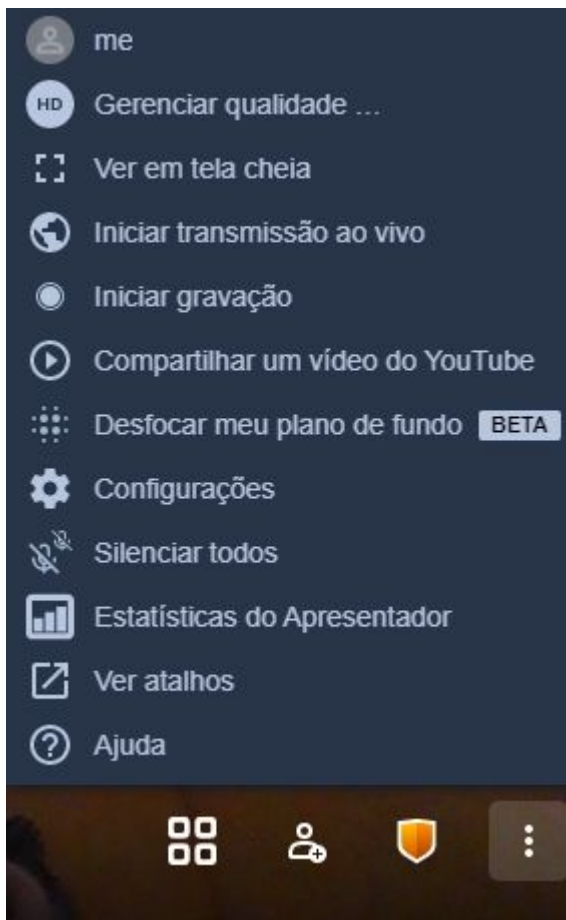 me
HD
Gerenciar qualidade ...
Ver em tela cheia
Iniciar transmissão ao vivo
Iniciar gravação
Compartilhar um vídeo do YouTube
Desfocar meu plano de fundo BETA
Configurações
Silenciar todos
Estatísticas do Apresentador
Ver atalhos
Ajuda